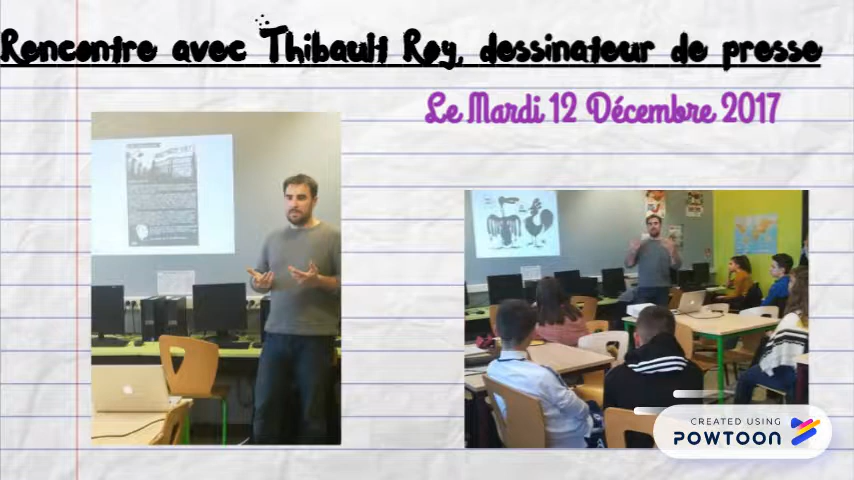 Rencontre avec Thibault Roy, dessinateur de presse
Le Mardi 12 Décembre 2017
CREATED USING
POWTOON